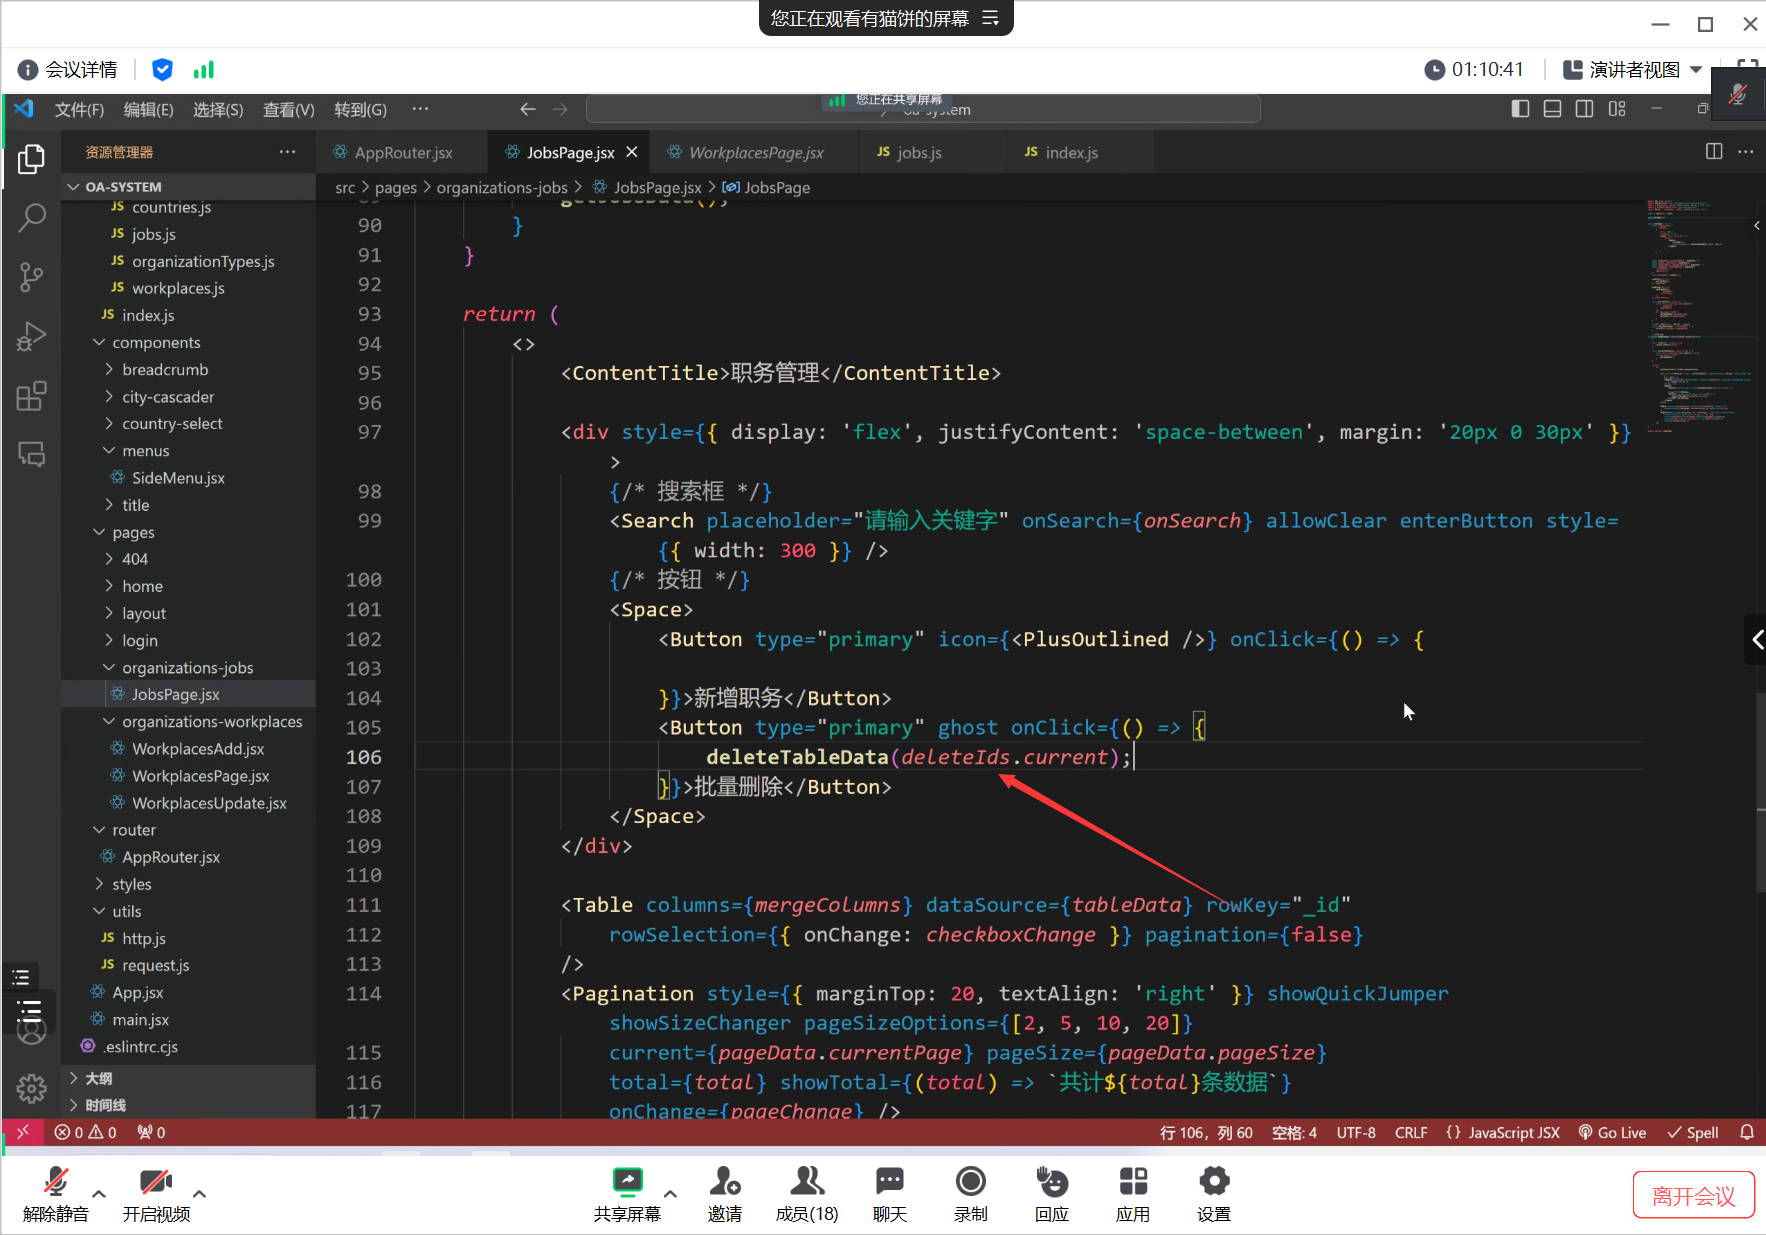 您正在观看有猫饼的屏幕
会议详情
01:10:41
演讲者视图
文件(F) 编辑(E) 选择(S) 查看(V) 转到(G) ···
您正在共享屏幕
oa-system
资源管理器 ···
AppRouter.jsx
JobsPage.jsx
WorkplacesPage.jsx
JS jobs.js
JS index.js
OA-SYSTEM
src > pages > organizations-jobs > JobsPage.jsx > JobsPage
JS countries.js
JS jobs.js
JS organizationTypes.js
JS workplaces.js
JS index.js
components
breadcrumb
city-cascader
country-select
menus
SideMenu.jsx
title
pages
404
home
layout
login
organizations-jobs
JobsPage.jsx
organizations-workplaces
WorkplacesAdd.jsx
WorkplacesPage.jsx
WorkplacesUpdate.jsx
router
AppRouter.jsx
styles
utils
JS http.js
JS request.js
App.jsx
main.jsx
.eslintrc.cjs
大纲
时间线
89 getJobsData();
90 }
91 }
92
93 return (
94 <>
95 <ContentTitle>职务管理</ContentTitle>
96
97 <div style={{ display: 'flex', justifyContent: 'space-between', margin: '20px 0 30px' }}
>
98 {/* 搜索框 */}
99 <Search placeholder="请输入关键字" onSearch={onSearch} allowClear enterButton style=
{{ width: 300 }} />
100 {/* 按钮 */}
101 <Space>
102 <Button type="primary" icon={<PlusOutlined />} onClick={() => {
103
104 }}>新增职务</Button>
105 <Button type="primary" ghost onClick={() => {
106 deleteTableData(deleteIds.current);
107 }}>批量删除</Button>
108 </Space>
109 </div>
110
111 <Table columns={mergeColumns} dataSource={tableData} rowKey="_id"
112 rowSelection={{ onChange: checkboxChange }} pagination={false}
113 />
114 <Pagination style={{ marginTop: 20, textAlign: 'right' }} showQuickJumper
showSizeChanger pageSizeOptions={[2, 5, 10, 20]}
115 current={pageData.currentPage} pageSize={pageData.pageSize}
116 total={total} showTotal={(total) => `共计${total}条数据`}
117 onChange={pageChange} />
0 0 0
行 106，列 60 空格: 4 UTF-8 CRLF {} JavaScript JSX Go Live Spell
解除静音 开启视频 共享屏幕 邀请 成员(18) 聊天 录制 回应 应用 设置
离开会议